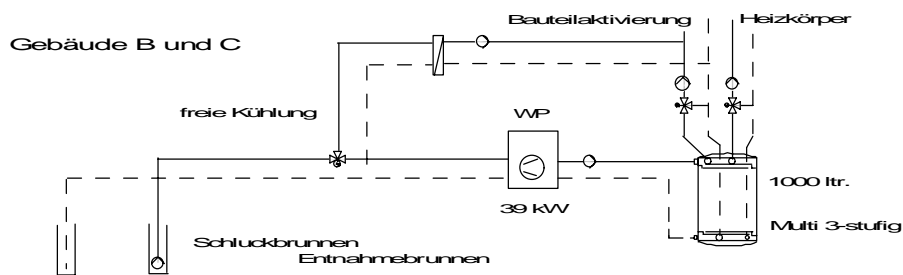 Bauteilaktivierung
Heizkörper
Gebäude B und C
freie Kühlung
WP
39 kW
1000 ltr.
Multi 3-stufig
Schluckbrunnen
Entnahmebrunnen